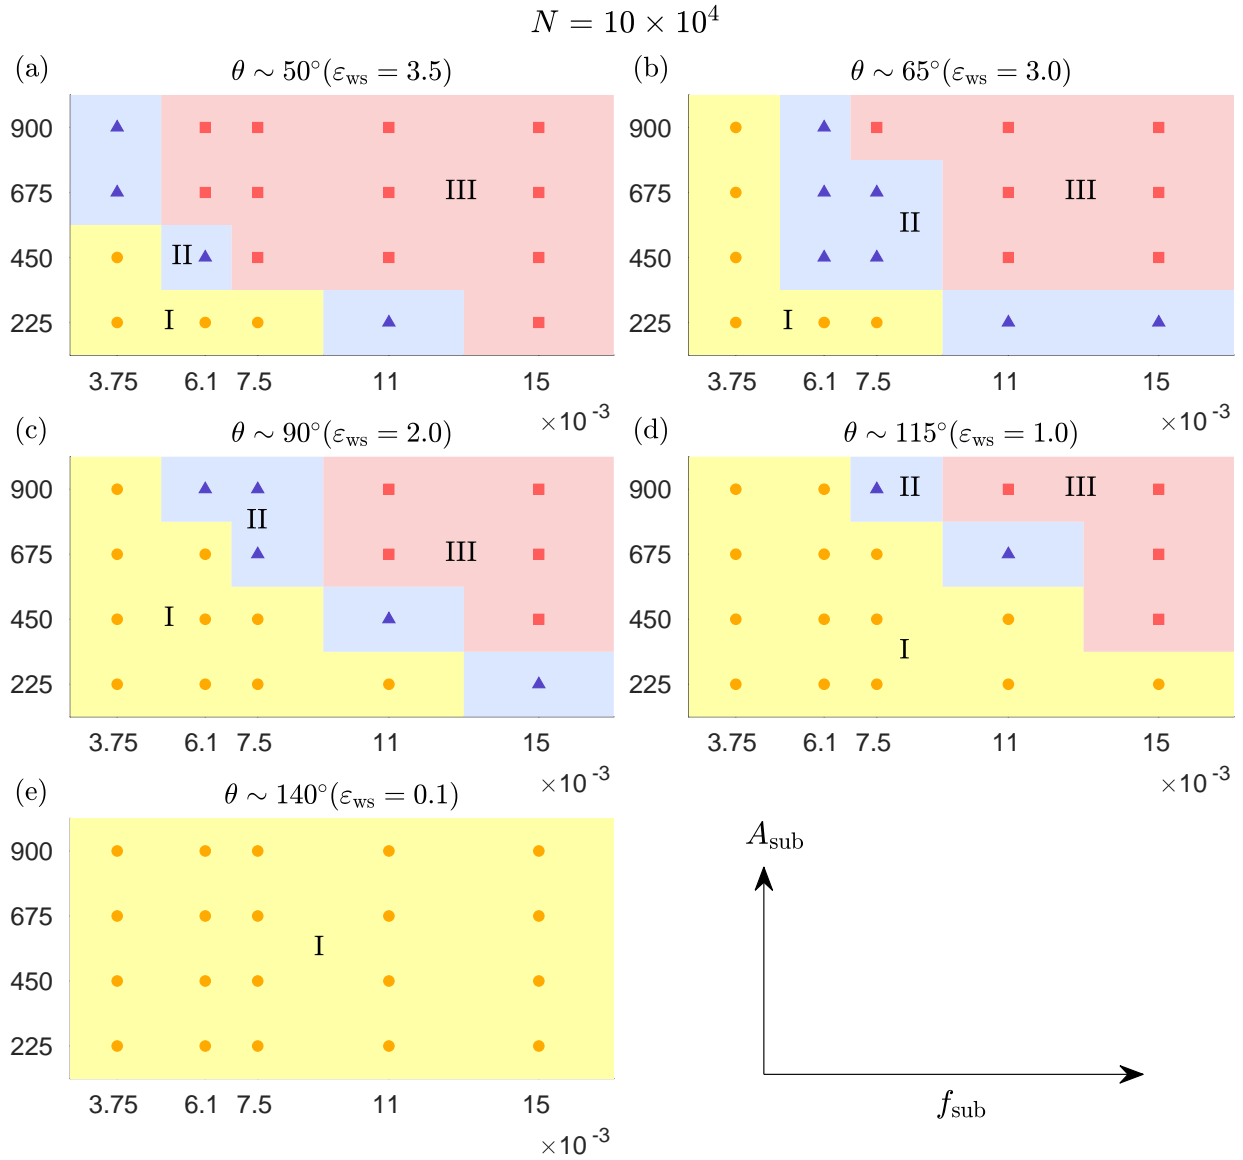 N = 10 × 10⁴
(a) θ ∼ 50°(ε_ws = 3.5)
900
675
III
450
II
225
I
3.75 6.1 7.5 11 15
×10⁻³
(b) θ ∼ 65°(ε_ws = 3.0)
900
675
III
II
450
225
I
3.75 6.1 7.5 11 15
×10⁻³
(c) θ ∼ 90°(ε_ws = 2.0)
900
II
675
III
450
I
225
3.75 6.1 7.5 11 15
×10⁻³
(d) θ ∼ 115°(ε_ws = 1.0)
900
II
III
675
450
I
225
3.75 6.1 7.5 11 15
×10⁻³
(e) θ ∼ 140°(ε_ws = 0.1)
900
675
I
450
225
3.75 6.1 7.5 11 15
×10⁻³
A_sub
f_sub